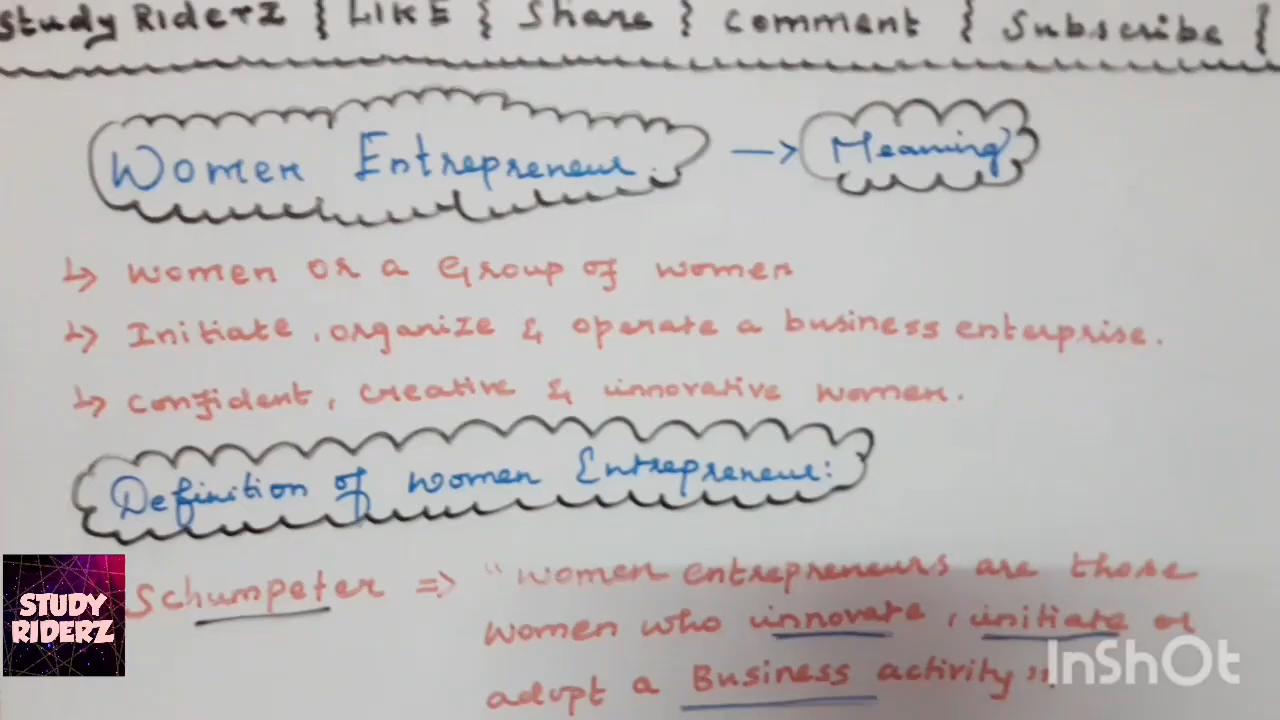 Study Riderz { LIKE } Share } Comment } Subscribe }
Women Entrepreneur. → Meaning
↳ Women or a Group of women
↳ Initiate, organize & operate a business enterprise.
↳ confident, creative & innovative women.
Definition of women Entrepreneur:
Schumpeter ⇒ "women entrepreneurs are those
women who innovate, initiate or
adopt a Business activity".
STUDY
RIDERZ
InShOt